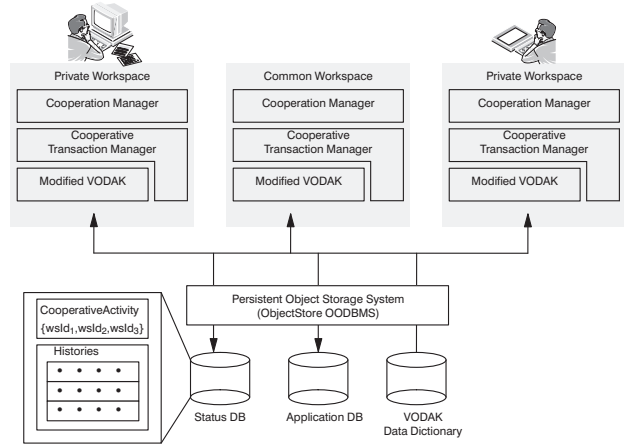 Private Workspace
Cooperation Manager
Cooperative
Transaction Manager
Modified VODAK
Common Workspace
Cooperation Manager
Cooperative
Transaction Manager
Modified VODAK
Private Workspace
Cooperation Manager
Cooperative
Transaction Manager
Modified VODAK
Persistent Object Storage System
(ObjectStore OODBMS)
CooperativeActivity
{wsId₁,wsId₂,wsId₃}
Histories
Status DB
Application DB
VODAK
Data Dictionary